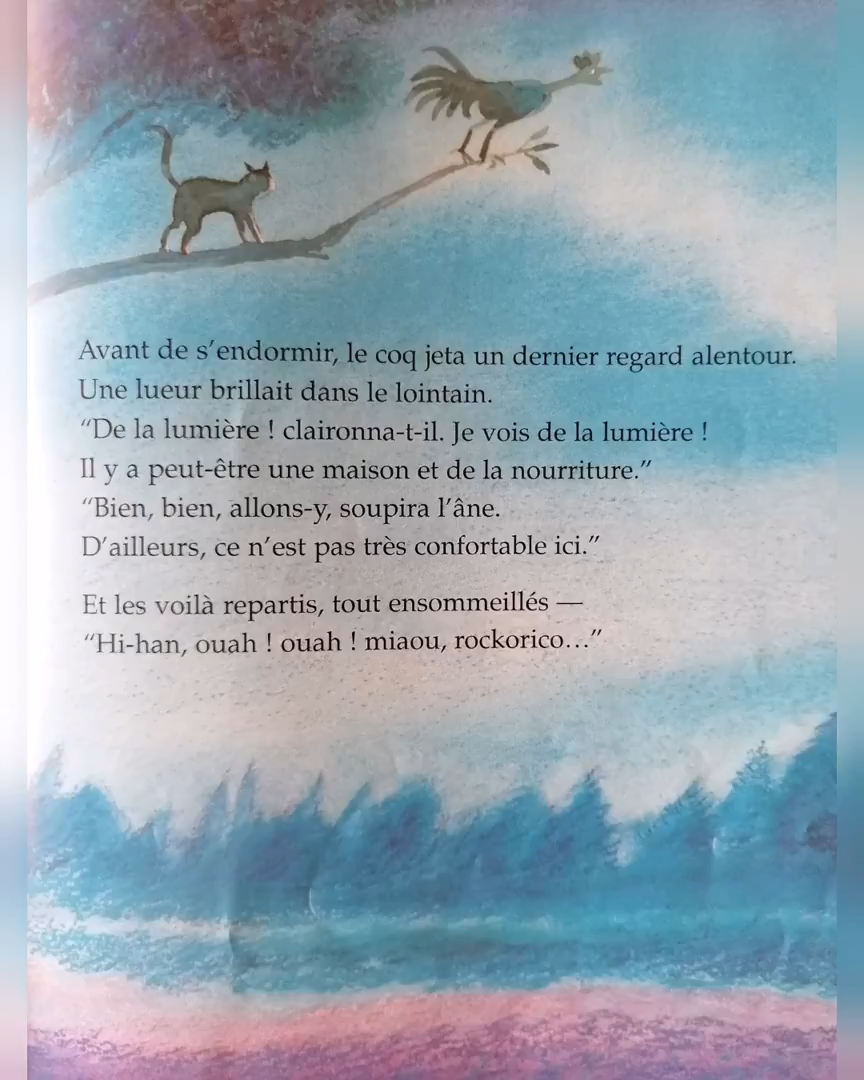 Avant de s’endormir, le coq jeta un dernier regard alentour.
Une lueur brillait dans le lointain.
“De la lumière ! claironna-t-il. Je vois de la lumière !
Il y a peut-être une maison et de la nourriture.”
“Bien, bien, allons-y, soupira l’âne.
D’ailleurs, ce n’est pas très confortable ici.”
Et les voilà repartis, tout ensommeillés —
“Hi-han, ouah ! ouah ! miaou, rockorico…”